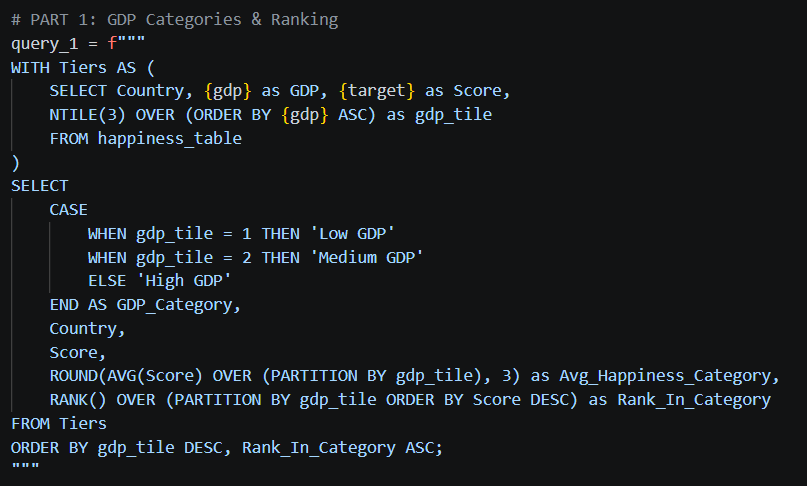 # PART 1: GDP Categories & Ranking
query_1 = f"""
WITH Tiers AS (
    SELECT Country, {gdp} as GDP, {target} as Score,
    NTILE(3) OVER (ORDER BY {gdp} ASC) as gdp_tile
    FROM happiness_table
)
SELECT
    CASE
        WHEN gdp_tile = 1 THEN 'Low GDP'
        WHEN gdp_tile = 2 THEN 'Medium GDP'
        ELSE 'High GDP'
    END AS GDP_Category,
    Country,
    Score,
    ROUND(AVG(Score) OVER (PARTITION BY gdp_tile), 3) as Avg_Happiness_Category,
    RANK() OVER (PARTITION BY gdp_tile ORDER BY Score DESC) as Rank_In_Category
FROM Tiers
ORDER BY gdp_tile DESC, Rank_In_Category ASC;
"""